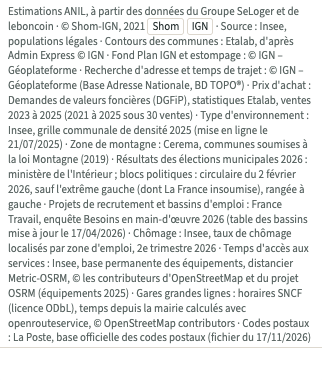 Estimations ANIL, à partir des données du Groupe SeLoger et de
leboncoin · © Shom-IGN, 2021 Shom IGN · Source : Insee,
populations légales · Contours des communes : Etalab, d'après
Admin Express © IGN · Fond Plan IGN et estompage : © IGN –
Géoplateforme · Recherche d'adresse et temps de trajet : © IGN –
Géoplateforme (Base Adresse Nationale, BD TOPO®) · Prix d'achat :
Demandes de valeurs foncières (DGFiP), statistiques Etalab, ventes
2023 à 2025 (2021 à 2025 sous 30 ventes) · Type d'environnement :
Insee, grille communale de densité 2025 (mise en ligne le
21/07/2025) · Zone de montagne : Cerema, communes soumises à
la loi Montagne (2019) · Résultats des élections municipales 2026 :
ministère de l'Intérieur ; blocs politiques : circulaire du 2 février
2026, sauf l'extrême gauche (dont La France insoumise), rangée à
gauche · Projets de recrutement et bassins d'emploi : France
Travail, enquête Besoins en main-d'œuvre 2026 (table des bassins
mise à jour le 17/04/2026) · Chômage : Insee, taux de chômage
localisés par zone d'emploi, 2e trimestre 2026 · Temps d'accès aux
services : Insee, base permanente des équipements, distancier
Metric-OSRM, © les contributeurs d'OpenStreetMap et du projet
OSRM (équipements 2025) · Gares grandes lignes : horaires SNCF
(licence ODbL), temps depuis la mairie calculés avec
openrouteservice, © OpenStreetMap contributors · Codes postaux
: La Poste, base officielle des codes postaux (fichier du 17/11/2026)